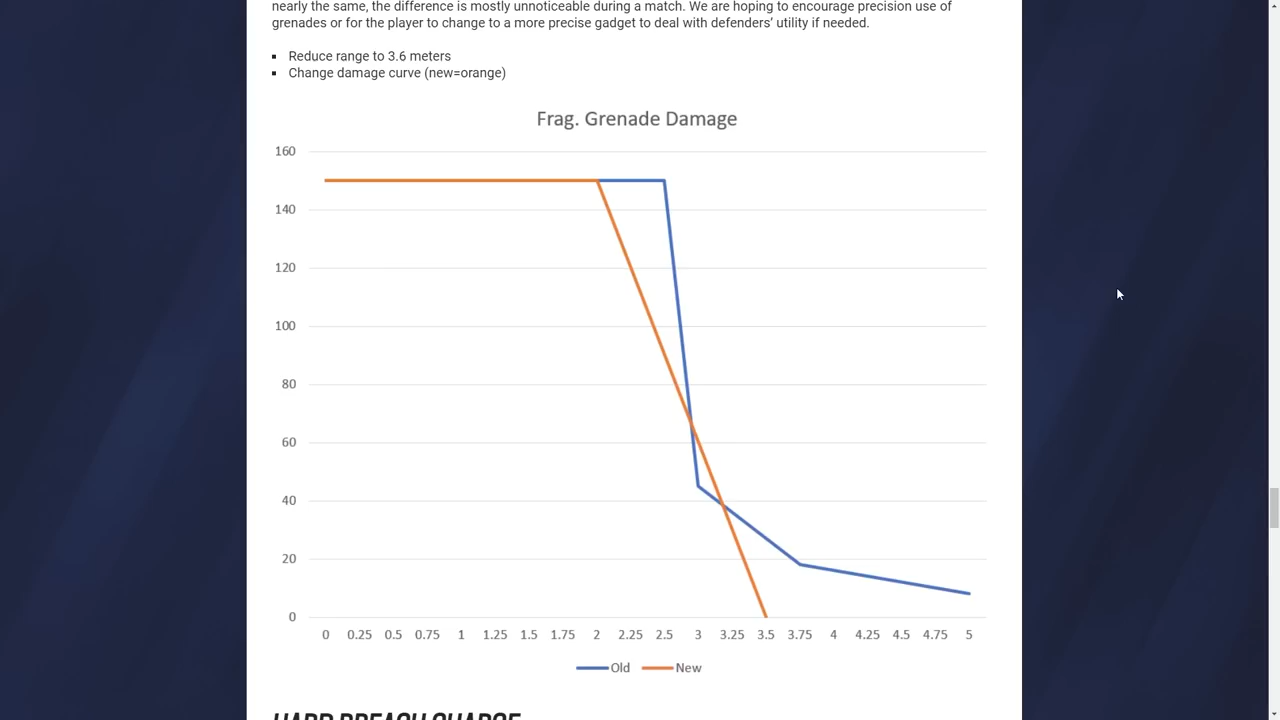 nearly the same, the difference is mostly unnoticeable during a match. We are hoping to encourage precision use of
grenades or for the player to change to a more precise gadget to deal with defenders’ utility if needed.
▪ Reduce range to 3.6 meters
▪ Change damage curve (new=orange)
Frag. Grenade Damage
160
140
120
100
80
60
40
20
0
0 0.25 0.5 0.75 1 1.25 1.5 1.75 2 2.25 2.5 3 3.25 3.5 3.75 4 4.25 4.5 4.75 5
Old New
HARD BREACH CHARGE